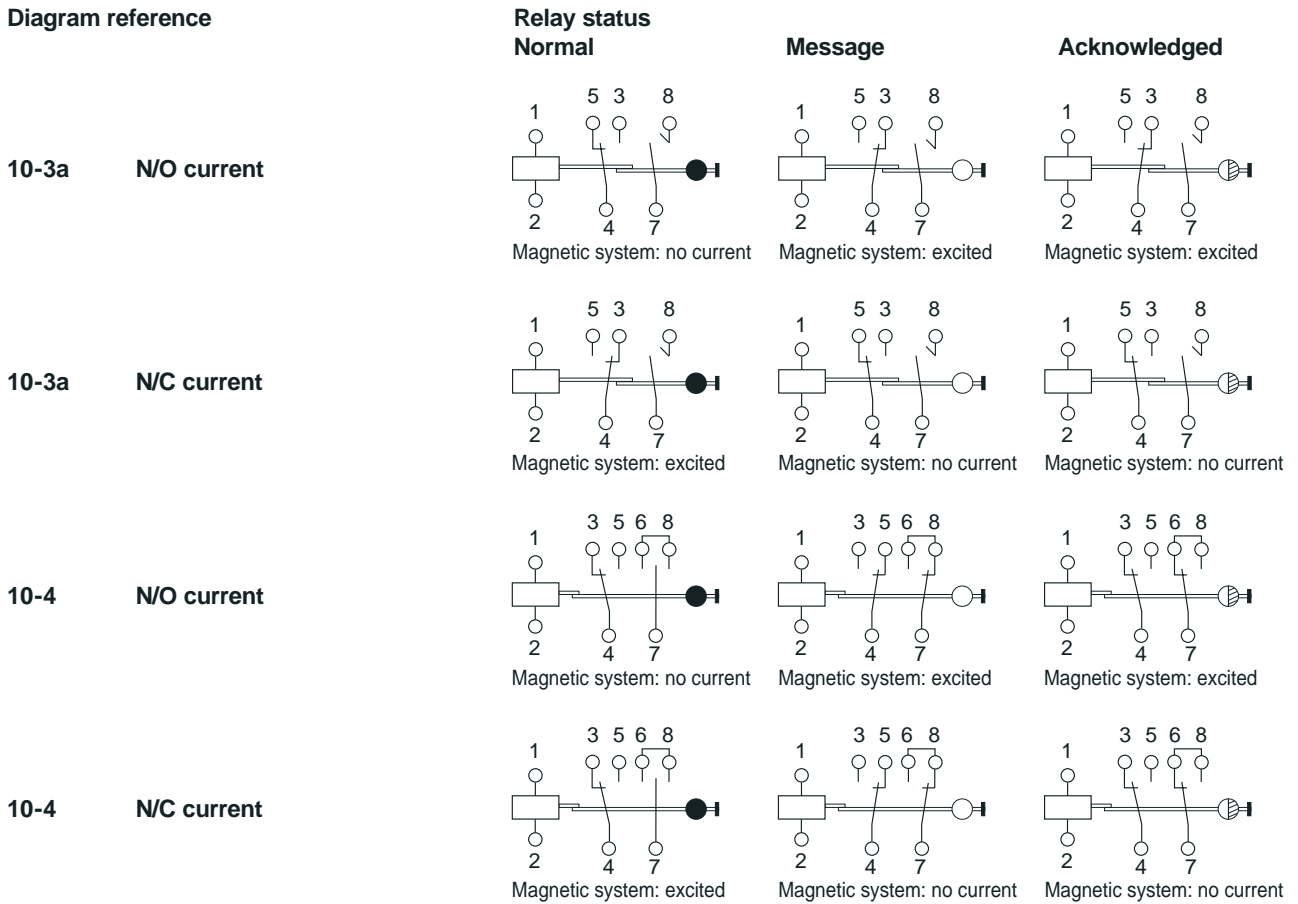 Diagram reference
Relay status
Normal
Message
Acknowledged
1 5 3 8
1 5 3 8
1 5 3 8
10-3a N/O current
2 4 7
2 4 7
2 4 7
Magnetic system: no current
Magnetic system: excited
Magnetic system: excited
1 5 3 8
1 5 3 8
1 5 3 8
10-3a N/C current
2 4 7
2 4 7
2 4 7
Magnetic system: excited
Magnetic system: no current
Magnetic system: no current
1 3 5 6 8
1 3 5 6 8
1 3 5 6 8
10-4 N/O current
2 4 7
2 4 7
2 4 7
Magnetic system: no current
Magnetic system: excited
Magnetic system: excited
1 3 5 6 8
1 3 5 6 8
1 3 5 6 8
10-4 N/C current
2 4 7
2 4 7
2 4 7
Magnetic system: excited
Magnetic system: no current
Magnetic system: no current